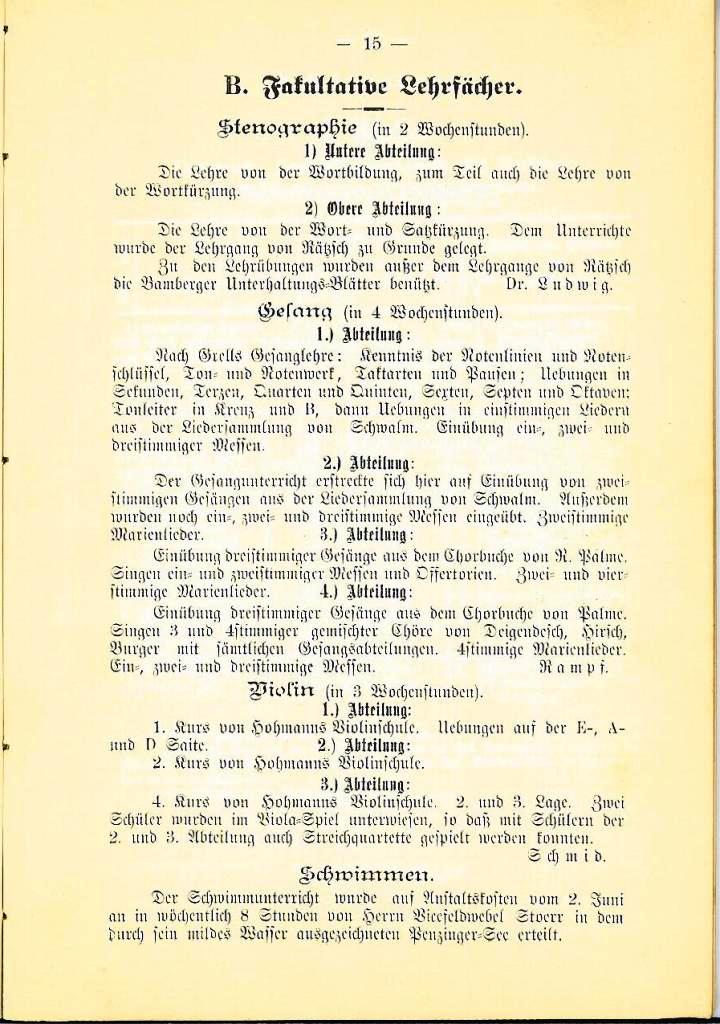 — 15 —
B. Fakultative Lehrfächer.
Stenographie (in 2 Wochenstunden).
1) Untere Abteilung:
Die Lehre von der Wortbildung, zum Teil auch die Lehre von
der Wortkürzung.
2) Obere Abteilung:
Die Lehre von der Wort- und Satzkürzung. Dem Unterrichte
wurde der Lehrgang von Rätzsch zu Grunde gelegt.
Zu den Lehrübungen wurden außer dem Lehrgange von Rätzsch
die Bamberger Unterhaltungs-Blätter benützt. Dr. Ludwig.
Gesang (in 4 Wochenstunden).
1.) Abteilung:
Nach Grells Gesanglehre: Kenntnis der Notenlinien und Noten-
schlüssel, Ton- und Notenwert, Taktarten und Pausen; Uebungen in
Sekunden, Terzen, Quarten und Quinten, Sexten, Septen und Oktaven;
Tonleiter in Kreuz und B, dann Uebungen in einstimmigen Liedern
aus der Liedersammlung von Schwalm. Einübung ein-, zwei- und
dreistimmiger Messen.
2.) Abteilung:
Der Gesangunterricht erstreckte sich hier auf Einübung von zwei-
stimmigen Gesängen aus der Liedersammlung von Schwalm. Außerdem
wurden noch ein-, zwei- und dreistimmige Messen eingeübt. Zweistimmige
Marienlieder. 3.) Abteilung:
Einübung dreistimmiger Gesänge aus dem Chorbuche von R. Palme.
Singen ein- und zweistimmiger Messen und Offertorien. Zwei- und vier-
stimmige Marienlieder. 4.) Abteilung:
Einübung dreistimmiger Gesänge aus dem Chorbuche von Palme.
Singen 3 und 4stimmiger gemischter Chöre von Deigendesch, Hirsch,
Burger mit sämtlichen Gesangsabteilungen. 4stimmige Marienlieder.
Ein-, zwei- und dreistimmige Messen. Rampf.
Violin (in 3 Wochenstunden).
1.) Abteilung:
1. Kurs von Hohmanns Violinschule. Uebungen auf der E-, A-
und D Saite. 2.) Abteilung:
2. Kurs von Hohmanns Violinschule.
3.) Abteilung:
4. Kurs von Hohmanns Violinschule. 2. und 3. Lage. Zwei
Schüler wurden im Viola-Spiel unterwiesen, so daß mit Schülern der
2. und 3. Abteilung auch Streichquartette gespielt werden konnten.
Schmid.
Schwimmen.
Der Schwimmunterricht wurde auf Anstaltskosten vom 2. Juni
an in wöchentlich 8 Stunden von Herrn Vicefeldwebel Stoerr in dem
durch sein mildes Wasser ausgezeichneten Penzinger-See erteilt.